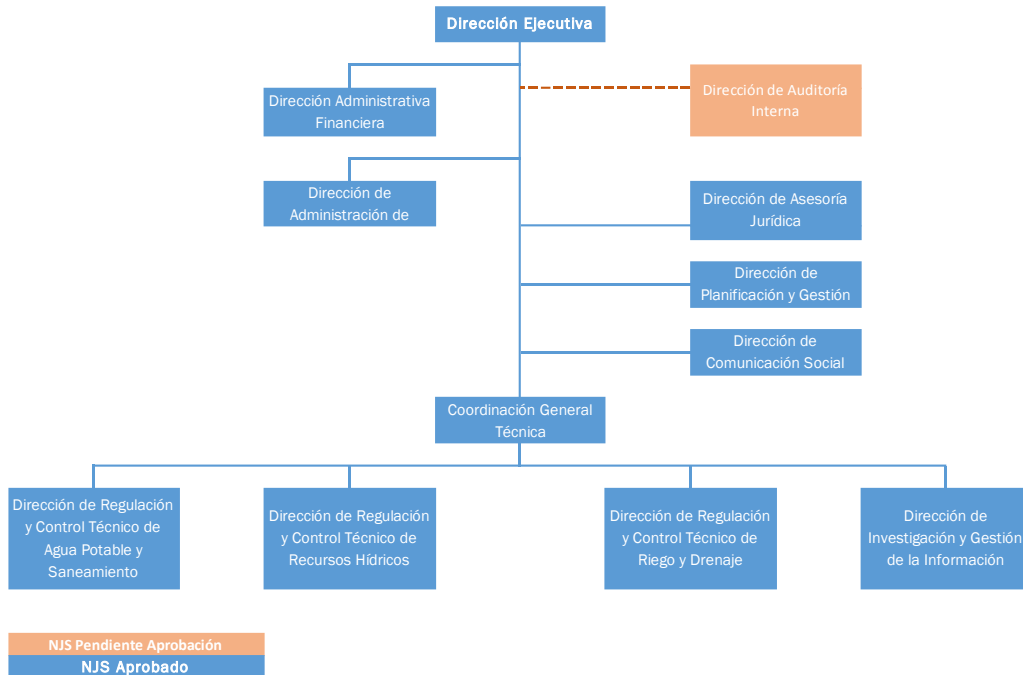 Dirección Ejecutiva
Dirección Administrativa
Financiera
Dirección de Auditoría
Interna
Dirección de
Administración de
Dirección de Asesoría
Jurídica
Dirección de
Planificación y Gestión
Dirección de
Comunicación Social
Coordinación General
Técnica
Dirección de Regulación
y Control Técnico de
Agua Potable y
Saneamiento
Dirección de Regulación
y Control Técnico de
Recursos Hídricos
Dirección de Regulación
y Control Técnico de
Riego y Drenaje
Dirección de
Investigación y Gestión
de la Información
NJS Pendiente Aprobación
NJS Aprobado